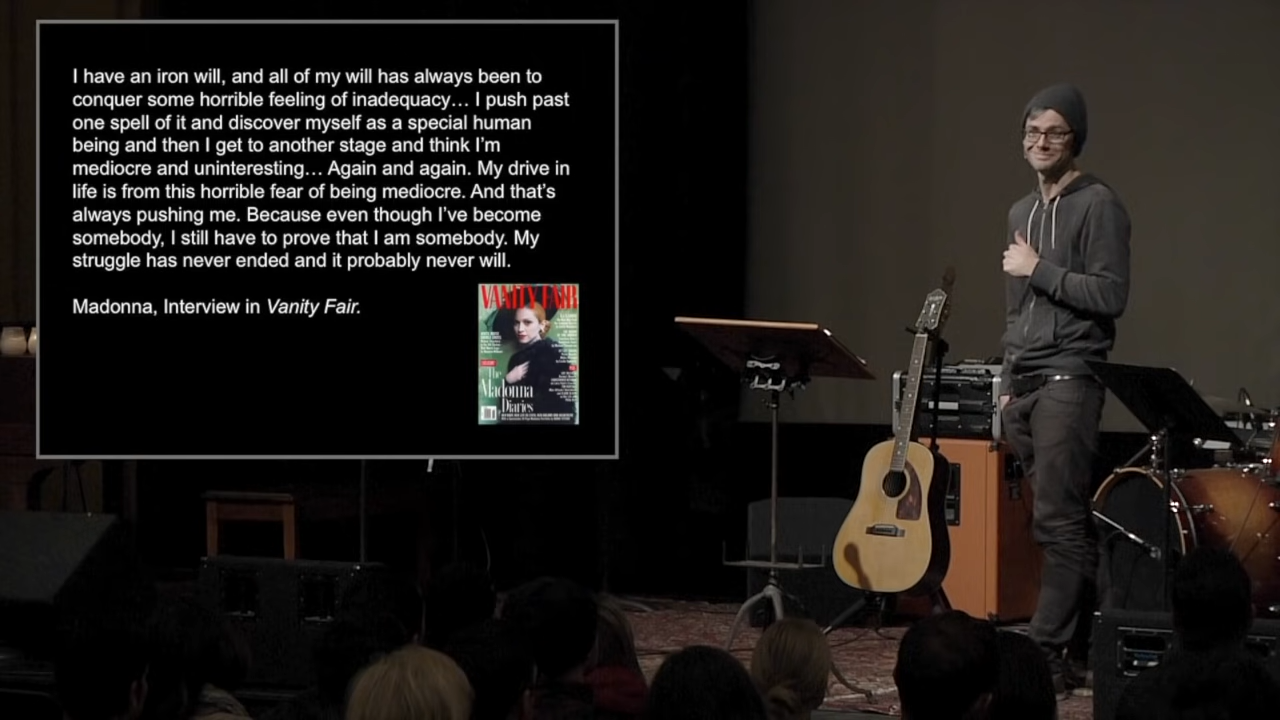 I have an iron will, and all of my will has always been to
conquer some horrible feeling of inadequacy… I push past
one spell of it and discover myself as a special human
being and then I get to another stage and think I’m
mediocre and uninteresting… Again and again. My drive in
life is from this horrible fear of being mediocre. And that’s
always pushing me. Because even though I’ve become
somebody, I still have to prove that I am somebody. My
struggle has never ended and it probably never will.
Madonna, Interview in Vanity Fair.
VANITY FAIR
The
Madonna
Diaries